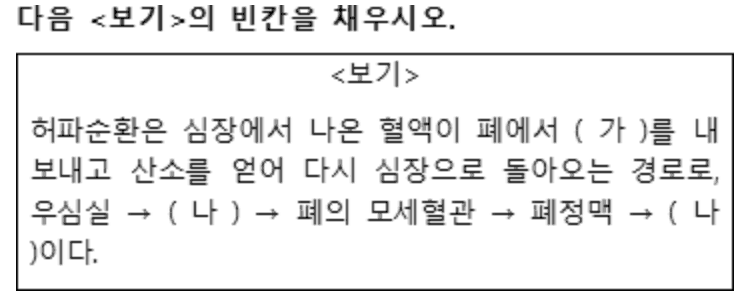 다음 <보기>의 빈칸을 채우시오.
<보기>
허파순환은 심장에서 나온 혈액이 폐에서 ( 가 )를 내
보내고 산소를 얻어 다시 심장으로 돌아오는 경로로,
우심실 → ( 나 ) → 폐의 모세혈관 → 폐정맥 → ( 나
)이다.